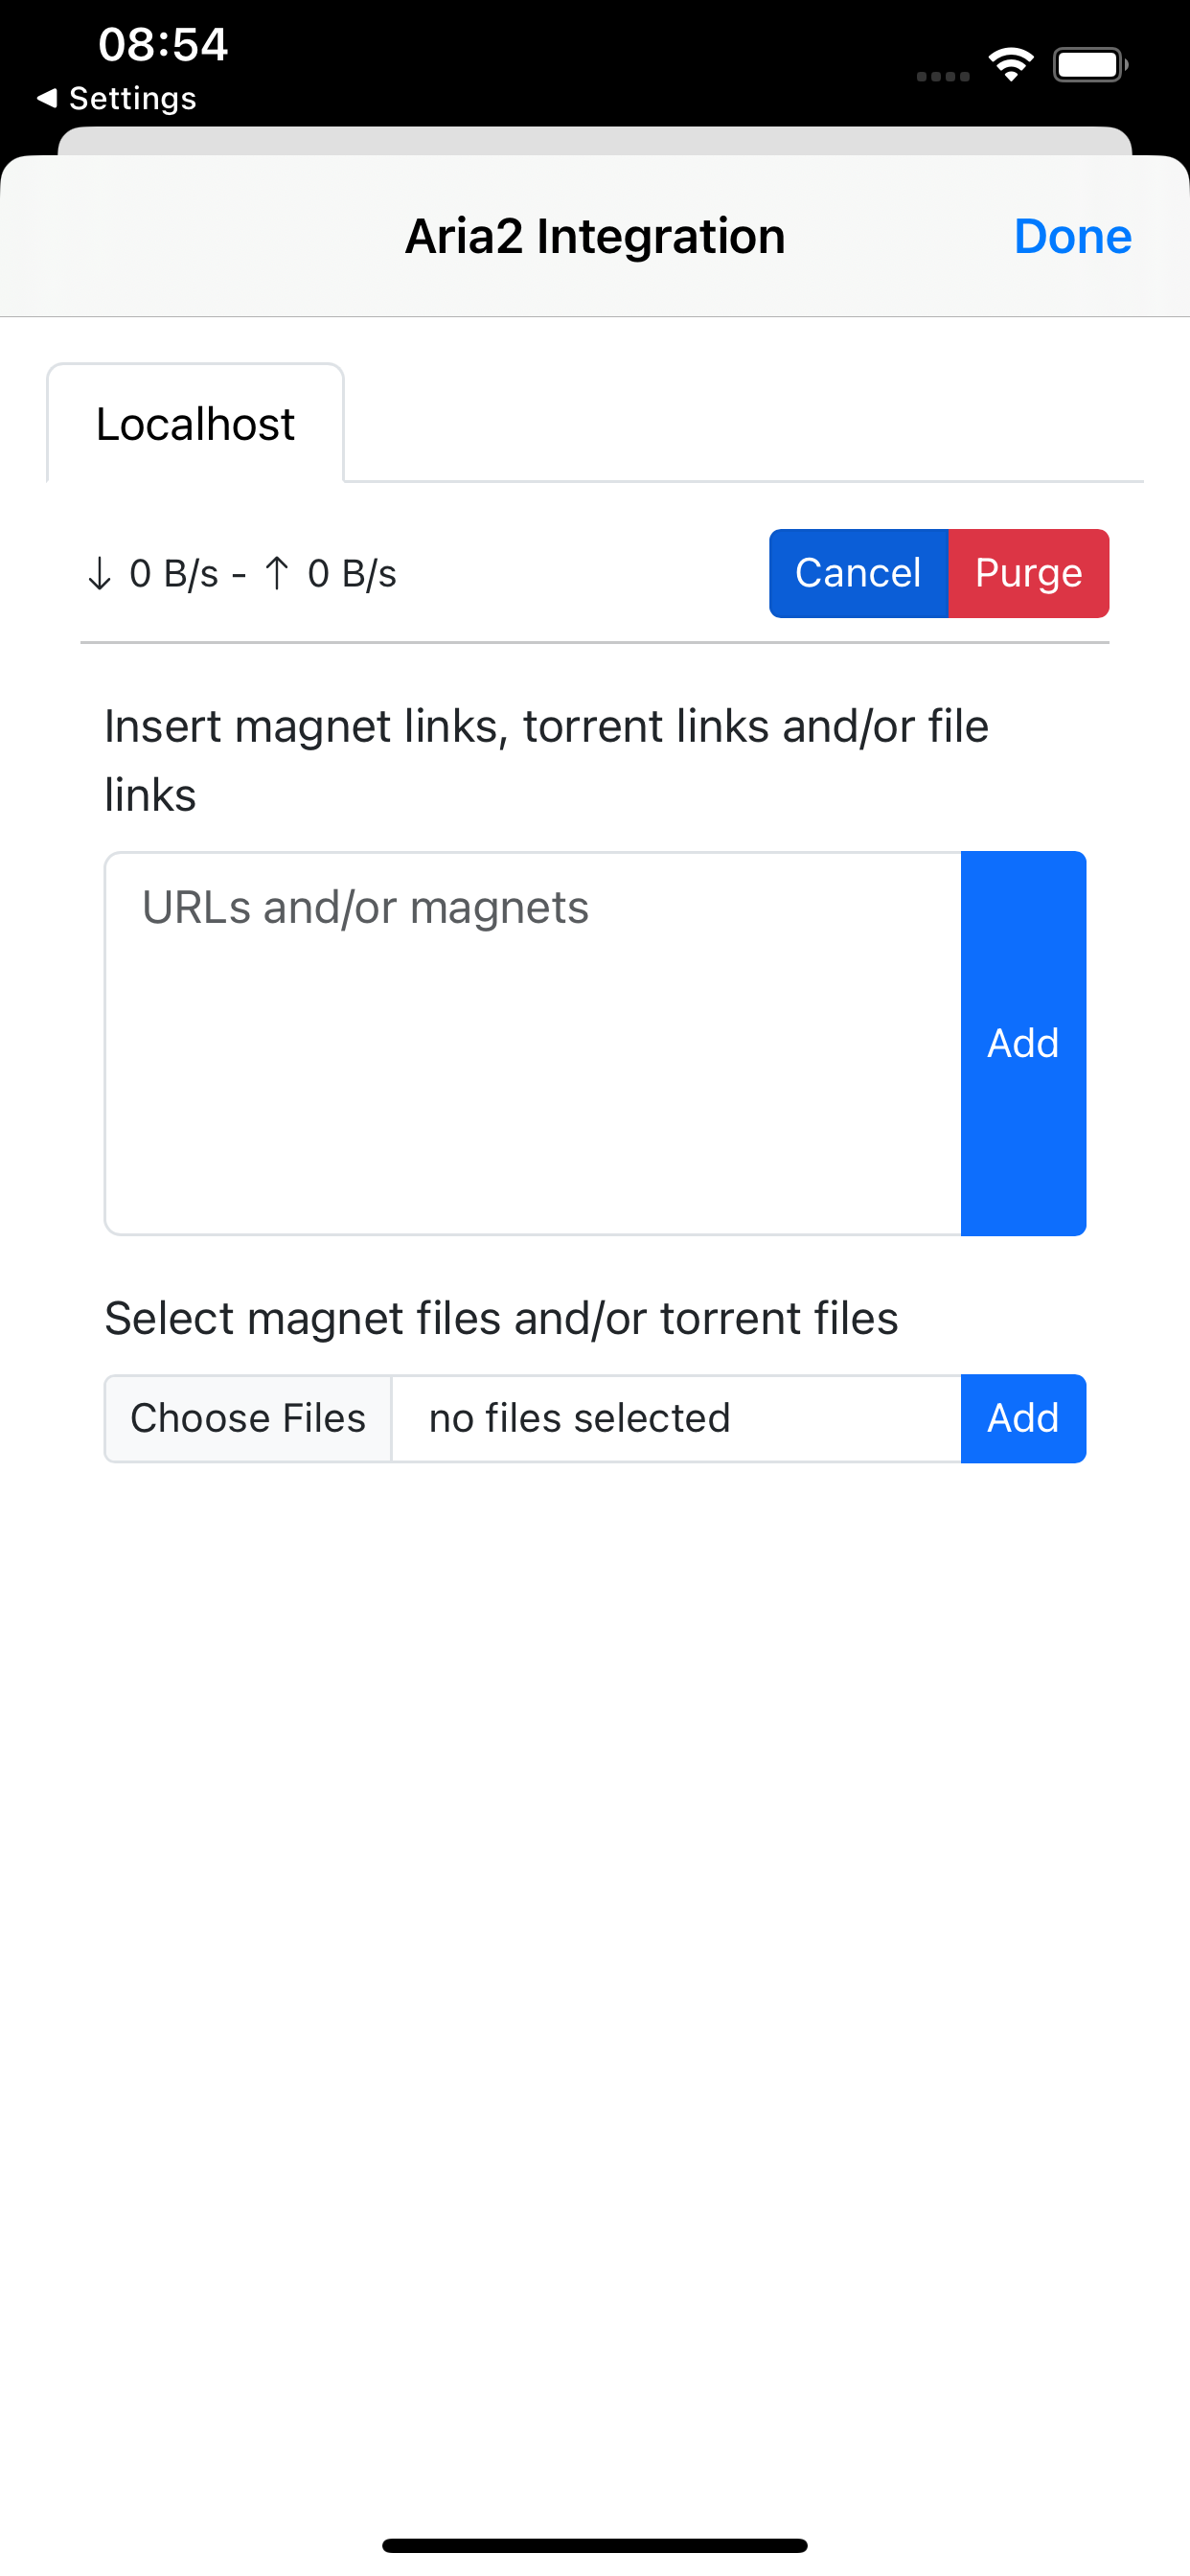 08:54
◀ Settings
Aria2 Integration
Done
Localhost
↓ 0 B/s - ↑ 0 B/s
Cancel
Purge
Insert magnet links, torrent links and/or file
links
URLs and/or magnets
Add
Select magnet files and/or torrent files
Choose Files
no files selected
Add